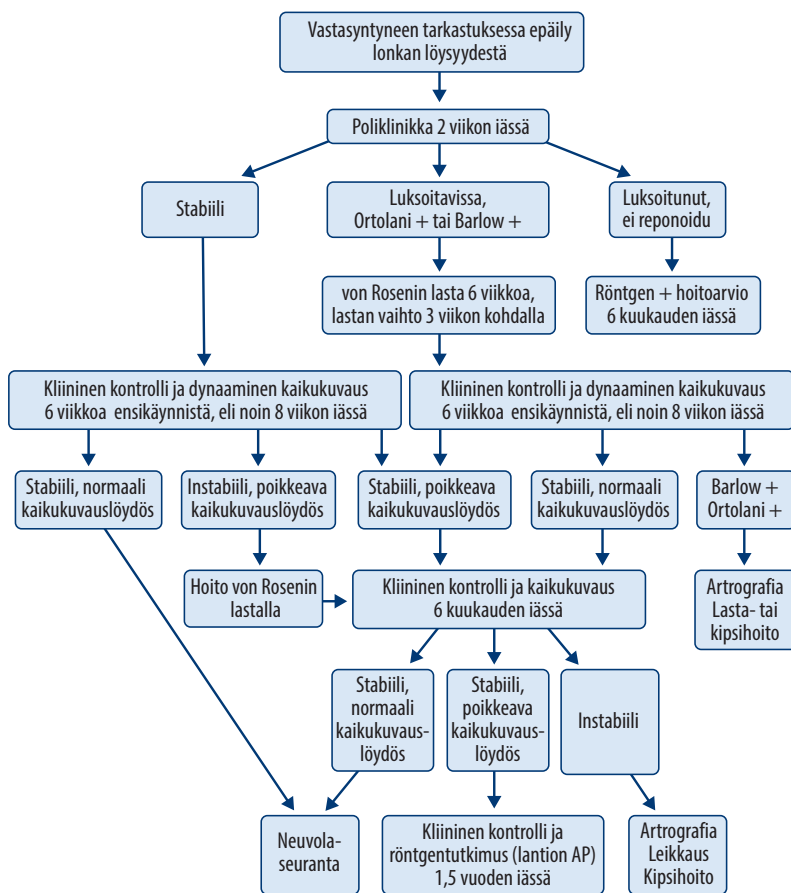 Vastasyntyneen tarkastuksessa epäily
lonkan löysyydestä
Poliklinikka 2 viikon iässä
Stabiili
Luksoitavissa,
Ortolani + tai Barlow +
Luksoitunut,
ei reponoidu
von Rosenin lasta 6 viikkoa,
lastan vaihto 3 viikon kohdalla
Röntgen + hoitoarvio
6 kuukauden iässä
Kliininen kontrolli ja dynaaminen kaikukuvaus
6 viikkoa ensikäynnistä, eli noin 8 viikon iässä
Kliininen kontrolli ja dynaaminen kaikukuvaus
6 viikkoa ensikäynnistä, eli noin 8 viikon iässä
Stabiili, normaali
kaikukuvauslöydös
Instabiili, poikkeava
kaikukuvauslöydös
Stabiili, poikkeava
kaikukuvauslöydös
Stabiili, normaali
kaikukuvauslöydös
Barlow +
Ortolani +
Hoito von Rosenin
lastalla
Kliininen kontrolli ja kaikukuvaus
6 kuukauden iässä
Artrografia
Lasta- tai
kipsihoito
Stabiili,
normaali
kaikukuvaus-
löydös
Stabiili,
poikkeava
kaikukuvaus-
löydös
Instabiili
Neuvola-
seuranta
Kliininen kontrolli ja
röntgentutkimus (lantion AP)
1,5 vuoden iässä
Artrografia
Leikkaus
Kipsihoito